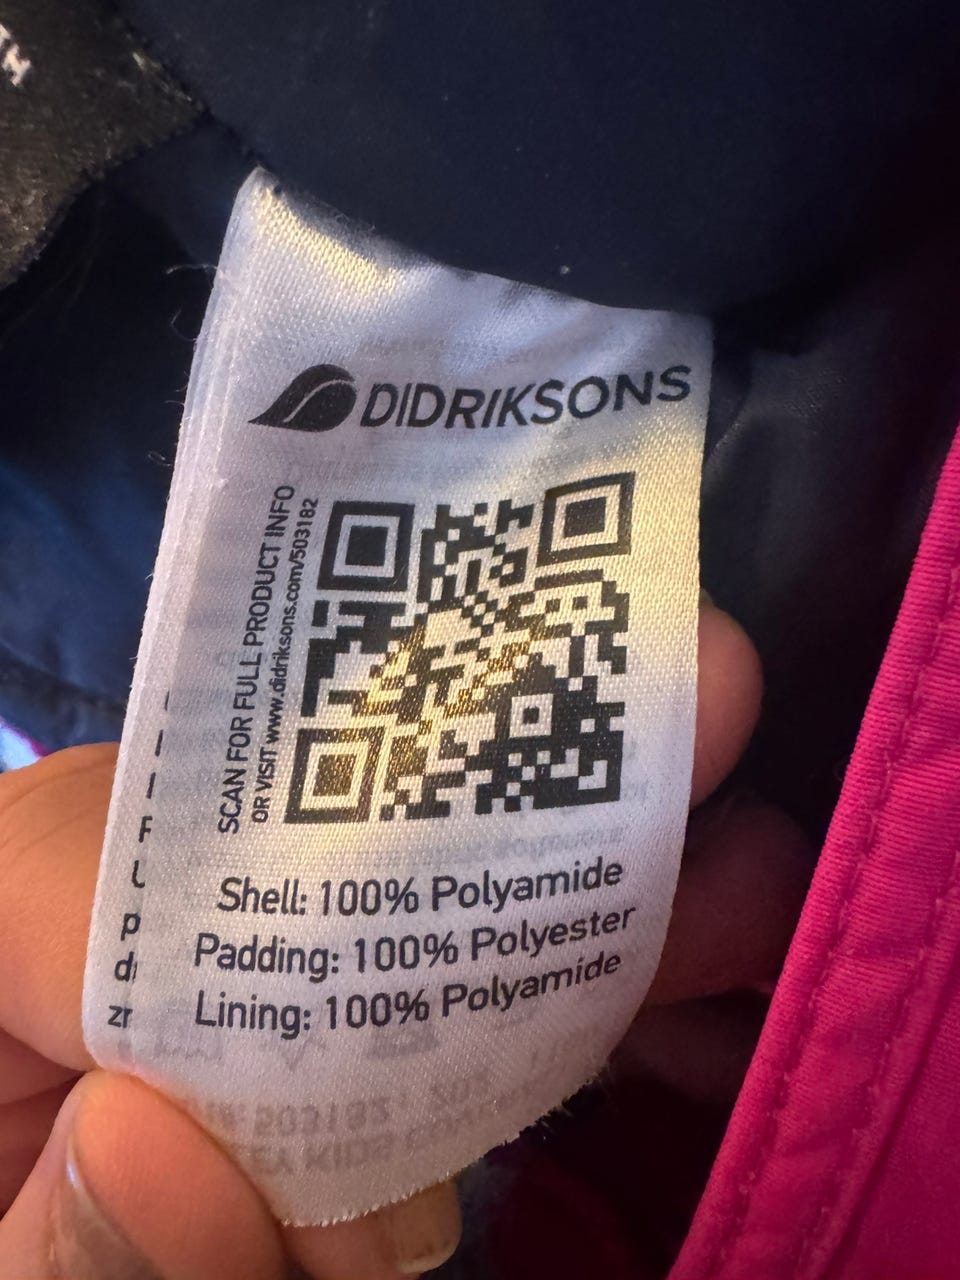 DIDRIKSONS
SCAN FOR FULL PRODUCT INFO
OR VISIT www.didriksons.com/503182
Shell: 100% Polyamide
Padding: 100% Polyester
Lining: 100% Polyamide